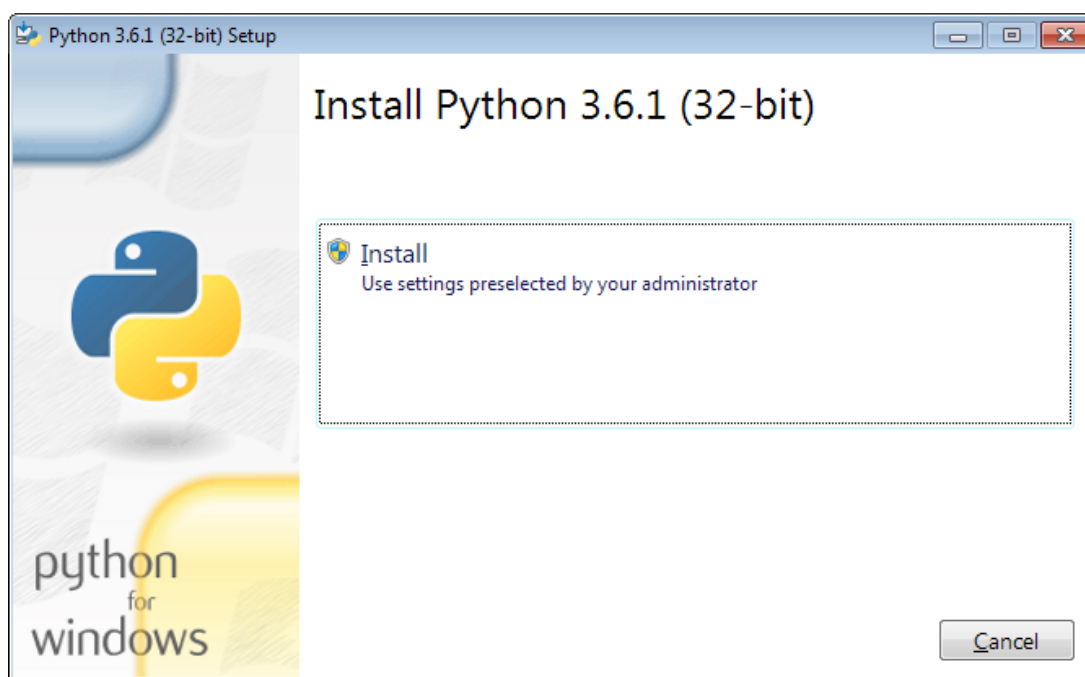 Python 3.6.1 (32-bit) Setup
Install Python 3.6.1 (32-bit)
Install
Use settings preselected by your administrator
python
for
windows
Cancel